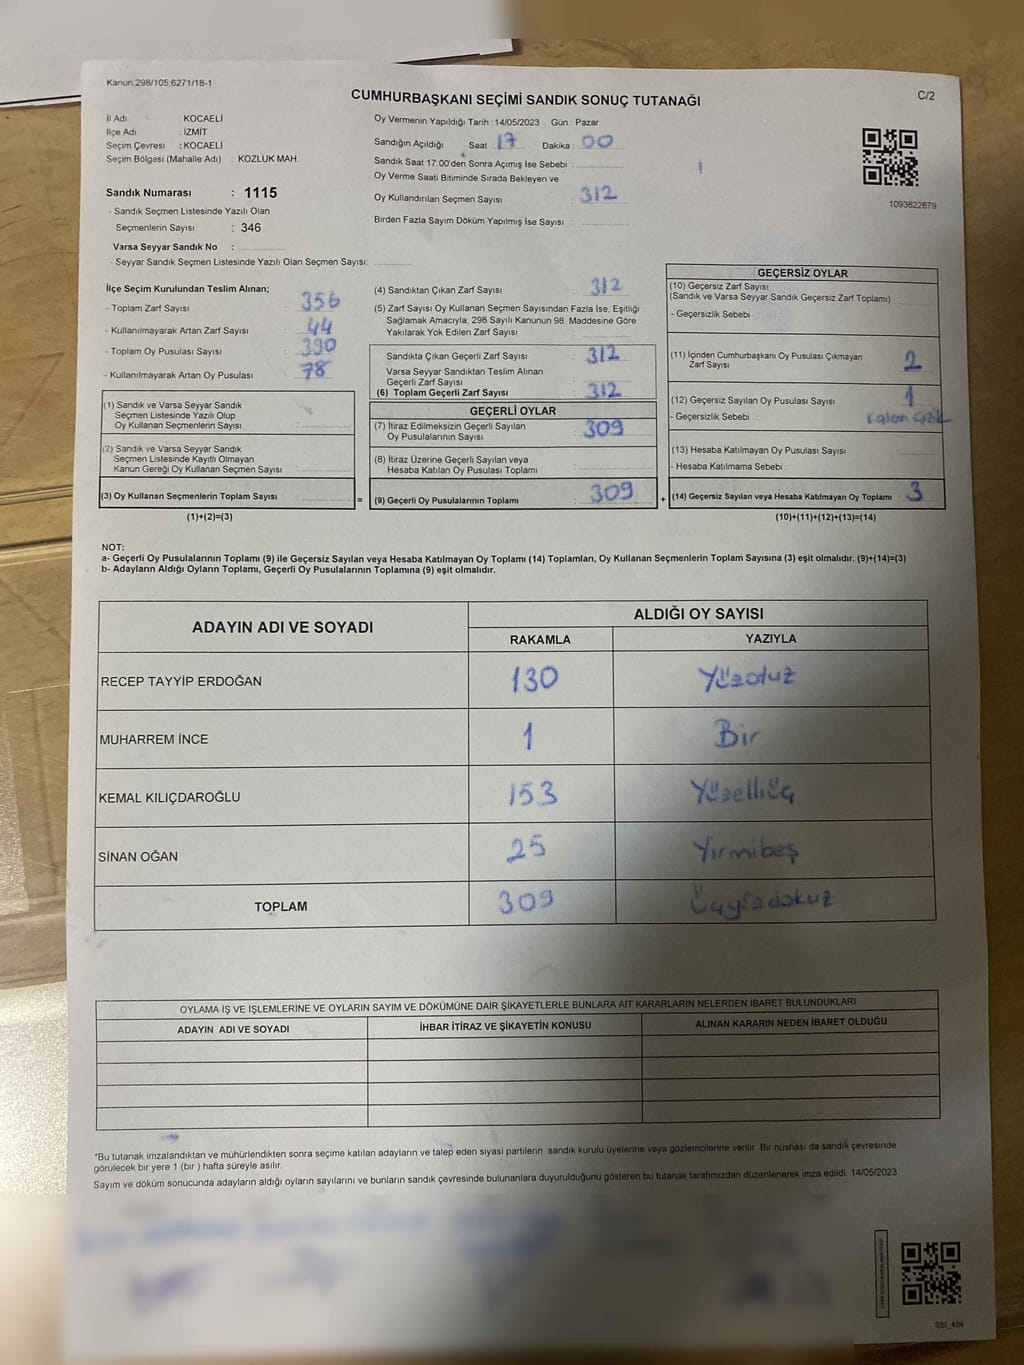 Kanun 298/105 6271/18-1
CUMHURBAŞKANI SEÇİMİ SANDIK SONUÇ TUTANAĞI
C/2
İl Adı : KOCAELİ
İlçe Adı : İZMİT
Seçim Çevresi : KOCAELİ
Seçim Bölgesi (Mahalle Adı) : KOZLUK MAH.
Sandık Numarası : 1115
- Sandık Seçmen Listesinde Yazılı Olan
Seçmenlerin Sayısı : 346
Varsa Seyyar Sandık No :
- Seyyar Sandık Seçmen Listesinde Yazılı Olan Seçmen Sayısı:
Oy Vermenin Yapıldığı Tarih : 14/05/2023 Gün : Pazar
Sandığın Açıldığı Saat : 17 Dakika : 00
Sandık Saat 17:00'den Sonra Açımış İse Sebebi :
Oy Verme Saati Bitiminde Sırada Bekleyen ve
Oy Kullandırılan Seçmen Sayısı : 312
Birden Fazla Sayım Döküm Yapılmış İse Sayısı :
1093822679
İlçe Seçim Kurulundan Teslim Alınan;
- Toplam Zarf Sayısı : 356
- Kullanılmayarak Artan Zarf Sayısı : 44
- Toplam Oy Pusulası Sayısı : 390
- Kullanılmayarak Artan Oy Pusulası : 78
(1) Sandık ve Varsa Seyyar Sandık
Seçmen Listesinde Yazılı Olup
Oy Kullanan Seçmenlerin Sayısı :
(2) Sandık ve Varsa Seyyar Sandık
Seçmen Listesinde Kayıtlı Olmayan
Kanun Gereği Oy Kullanan Seçmen Sayısı :
(3) Oy Kullanan Seçmenlerin Toplam Sayısı :
=
(1)+(2)=(3)
(4) Sandıktan Çıkan Zarf Sayısı : 312
(5) Zarf Sayısı Oy Kullanan Seçmen Sayısından Fazla İse, Eşitliği
Sağlamak Amacıyla, 298 Sayılı Kanunun 98. Maddesine Göre
Yakılarak Yok Edilen Zarf Sayısı :
Sandıkta Çıkan Geçerli Zarf Sayısı : 312
Varsa Seyyar Sandıktan Teslim Alınan
Geçerli Zarf Sayısı :
(6) Toplam Geçerli Zarf Sayısı : 312
GEÇERLİ OYLAR
(7) İtiraz Edilmeksizin Geçerli Sayılan
Oy Pusulalarının Sayısı : 309
(8) İtiraz Üzerine Geçerli Sayılan veya
Hesaba Katılan Oy Pusulası Toplamı :
(9) Geçerli Oy Pusulalarının Toplamı : 309
+
GEÇERSİZ OYLAR
(10) Geçersiz Zarf Sayısı
(Sandık ve Varsa Seyyar Sandık Geçersiz Zarf Toplamı) :
- Geçersizlik Sebebi :
(11) İçinden Cumhurbaşkanı Oy Pusulası Çıkmayan
Zarf Sayısı : 2
(12) Geçersiz Sayılan Oy Pusulası Sayısı : 1
- Geçersizlik Sebebi :
(13) Hesaba Katılmayan Oy Pusulası Sayısı :
- Hesaba Katılmama Sebebi :
(14) Geçersiz Sayılan veya Hesaba Katılmayan Oy Toplamı : 3
(10)+(11)+(12)+(13)=(14)
NOT:
a- Geçerli Oy Pusulalarının Toplamı (9) ile Geçersiz Sayılan veya Hesaba Katılmayan Oy Toplamı (14) Toplamları, Oy Kullanan Seçmenlerin Toplam Sayısına (3) eşit olmalıdır. (9)+(14)=(3)
b- Adayların Aldığı Oyların Toplamı, Geçerli Oy Pusulalarının Toplamına (9) eşit olmalıdır.
ADAYIN ADI VE SOYADI ALDIĞI OY SAYISI
RAKAMLA YAZIYLA
RECEP TAYYİP ERDOĞAN 130 Yüzotuz
MUHARREM İNCE 1 Bir
KEMAL KILIÇDAROĞLU 153 Yüzelliüç
SİNAN OĞAN 25 Yirmibeş
TOPLAM 309 Üçyüzdokuz
OYLAMA İŞ VE İŞLEMLERİNE VE OYLARIN SAYIM VE DÖKÜMÜNE DAİR ŞİKAYETLERLE BUNLARA AİT KARARLARIN NELERDEN İBARET BULUNDUKLARI
ADAYIN ADI VE SOYADI İHBAR İTİRAZ VE ŞİKAYETİN KONUSU ALINAN KARARIN NEDEN İBARET OLDUĞU
*Bu tutanak imzalandıktan ve mühürlendikten sonra seçime katılan adayların ve talep eden siyasi partilerin sandık kurulu üyelerine veya gözlemcilerine verilir. Bir nüshası da sandık çevresinde
görülecek bir yere 1 (bir ) hafta süreyle asılır.
Sayım ve döküm sonucunda adayların aldığı oyların sayılarını ve bunların sandık çevresinde bulunanlara duyurulduğunu gösteren bu tutanak tarafımızdan düzenlenerek imza edildi. 14/05/2023
SSI_404